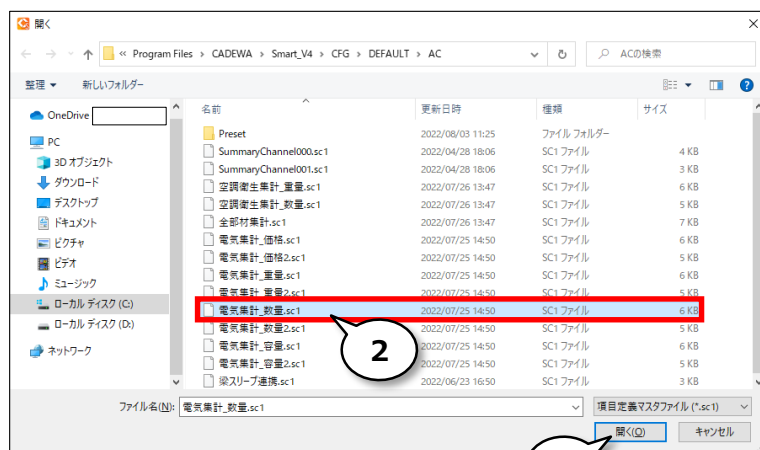 開く
« Program Files › CADEWA › Smart_V4 › CFG › DEFAULT › AC
ACの検索
整理 新しいフォルダー
名前 更新日時 種類 サイズ
OneDrive
PC
3D オブジェクト
ダウンロード
デスクトップ
ドキュメント
ピクチャ
ビデオ
ミュージック
ローカル ディスク (C:)
ローカル ディスク (D:)
ネットワーク
Preset 2022/08/03 11:25 ファイル フォルダー
SummaryChannel000.sc1 2022/04/28 18:06 SC1 ファイル 4 KB
SummaryChannel001.sc1 2022/04/28 18:06 SC1 ファイル 3 KB
空調衛生集計_重量.sc1 2022/07/26 13:47 SC1 ファイル 6 KB
空調衛生集計_数量.sc1 2022/07/26 13:47 SC1 ファイル 5 KB
全部材集計.sc1 2022/07/26 13:47 SC1 ファイル 7 KB
電気集計_価格.sc1 2022/07/25 14:50 SC1 ファイル 6 KB
電気集計_価格2.sc1 2022/07/25 14:50 SC1 ファイル 5 KB
電気集計_重量.sc1 2022/07/25 14:50 SC1 ファイル 6 KB
電気集計_重量2.sc1 2022/07/25 14:50 SC1 ファイル 5 KB
電気集計_数量.sc1 2022/07/25 14:50 SC1 ファイル 6 KB
電気集計_数量2.sc1 2022/07/25 14:50 SC1 ファイル 5 KB
電気集計_容量.sc1 2022/07/25 14:50 SC1 ファイル 6 KB
電気集計_容量2.sc1 2022/07/25 14:50 SC1 ファイル 5 KB
梁スリーブ連携.sc1 2022/06/23 16:50 SC1 ファイル 3 KB
2
ファイル名(N): 電気集計_数量.sc1 項目定義マスタファイル (*.sc1)
開く(O) キャンセル